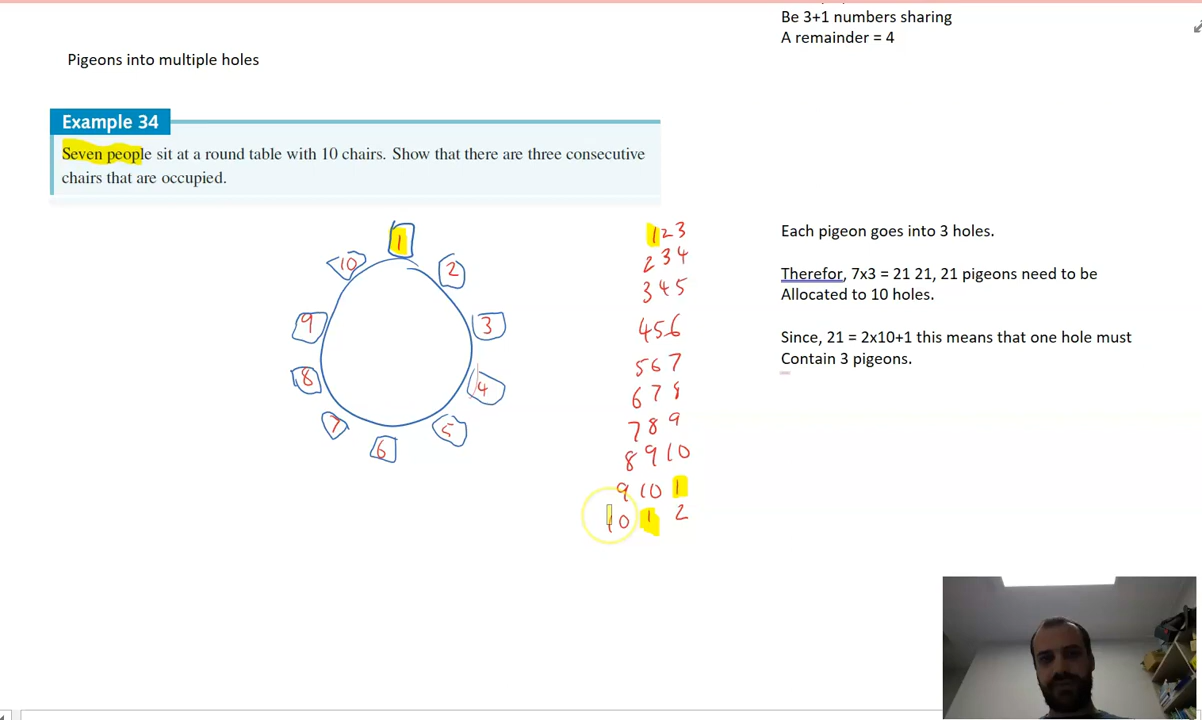 Be 3+1 numbers sharing
A remainder = 4
Pigeons into multiple holes
Example 34
Seven people sit at a round table with 10 chairs. Show that there are three consecutive
chairs that are occupied.
1
2
3
4
5
6
7
8
9
10
1 2 3
2 3 4
3 4 5
4 5 6
5 6 7
6 7 8
7 8 9
8 9 10
9 10 1
10 1 2
Each pigeon goes into 3 holes.
Therefor, 7x3 = 21 21, 21 pigeons need to be
Allocated to 10 holes.
Since, 21 = 2x10+1 this means that one hole must
Contain 3 pigeons.